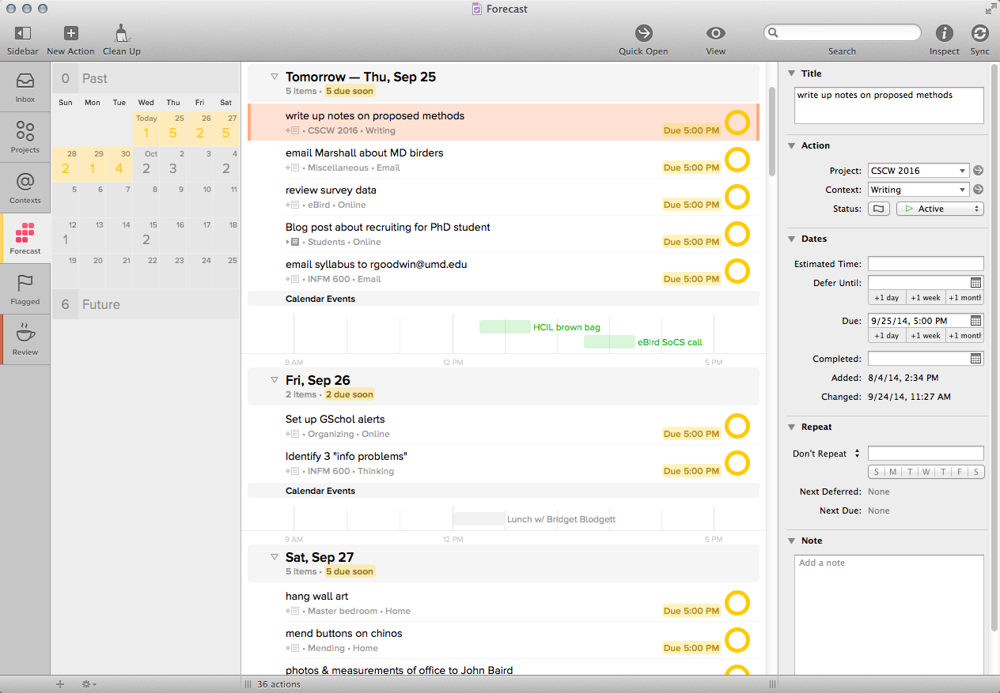 Forecast
Sidebar New Action Clean Up Quick Open View Search Inspect Sync
Inbox
Projects
Contexts
Forecast
Flagged
Review
0 Past
Sun Mon Tue Wed Thu Fri Sat
Today 25 26 27
1 5 2 5
28 29 30 Oct 2 3 4
2 1 4 2 3 2
5 6 7 8 9 10 11
12 13 14 15 16 17 18
1 2
19 20 21 22 23 24 25
6 Future
Tomorrow — Thu, Sep 25
5 items • 5 due soon
write up notes on proposed methods
• CSCW 2016 • Writing Due 5:00 PM
email Marshall about MD birders
• Miscellaneous • Email Due 5:00 PM
review survey data
• eBird • Online Due 5:00 PM
Blog post about recruiting for PhD student
• Students • Online Due 5:00 PM
email syllabus to rgoodwin@umd.edu
• INFM 600 • Email Due 5:00 PM
Calendar Events
HCIL brown bag
eBird SoCS call
9 AM 12 PM 5 PM
Fri, Sep 26
2 items • 2 due soon
Set up GSchol alerts
• Organizing • Online Due 5:00 PM
Identify 3 "info problems"
• INFM 600 • Thinking Due 5:00 PM
Calendar Events
Lunch w/ Bridget Blodgett
9 AM 12 PM 5 PM
Sat, Sep 27
5 items • 5 due soon
hang wall art
• Master bedroom • Home Due 5:00 PM
mend buttons on chinos
• Mending • Home Due 5:00 PM
photos & measurements of office to John Baird
36 actions
Title
write up notes on proposed methods
Action
Project: CSCW 2016
Context: Writing
Status: Active
Dates
Estimated Time:
Defer Until:
+1 day +1 week +1 month
Due: 9/25/14, 5:00 PM
+1 day +1 week +1 month
Completed:
Added: 8/4/14, 2:34 PM
Changed: 9/24/14, 11:27 AM
Repeat
Don't Repeat
S M T W T F S
Next Deferred: None
Next Due: None
Note
Add a note